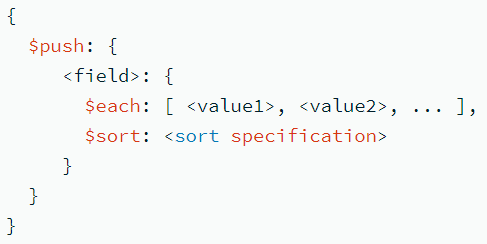 {
  $push: {
     <field>: {
       $each: [ <value1>, <value2>, ... ],
       $sort: <sort specification>
     }
  }
}